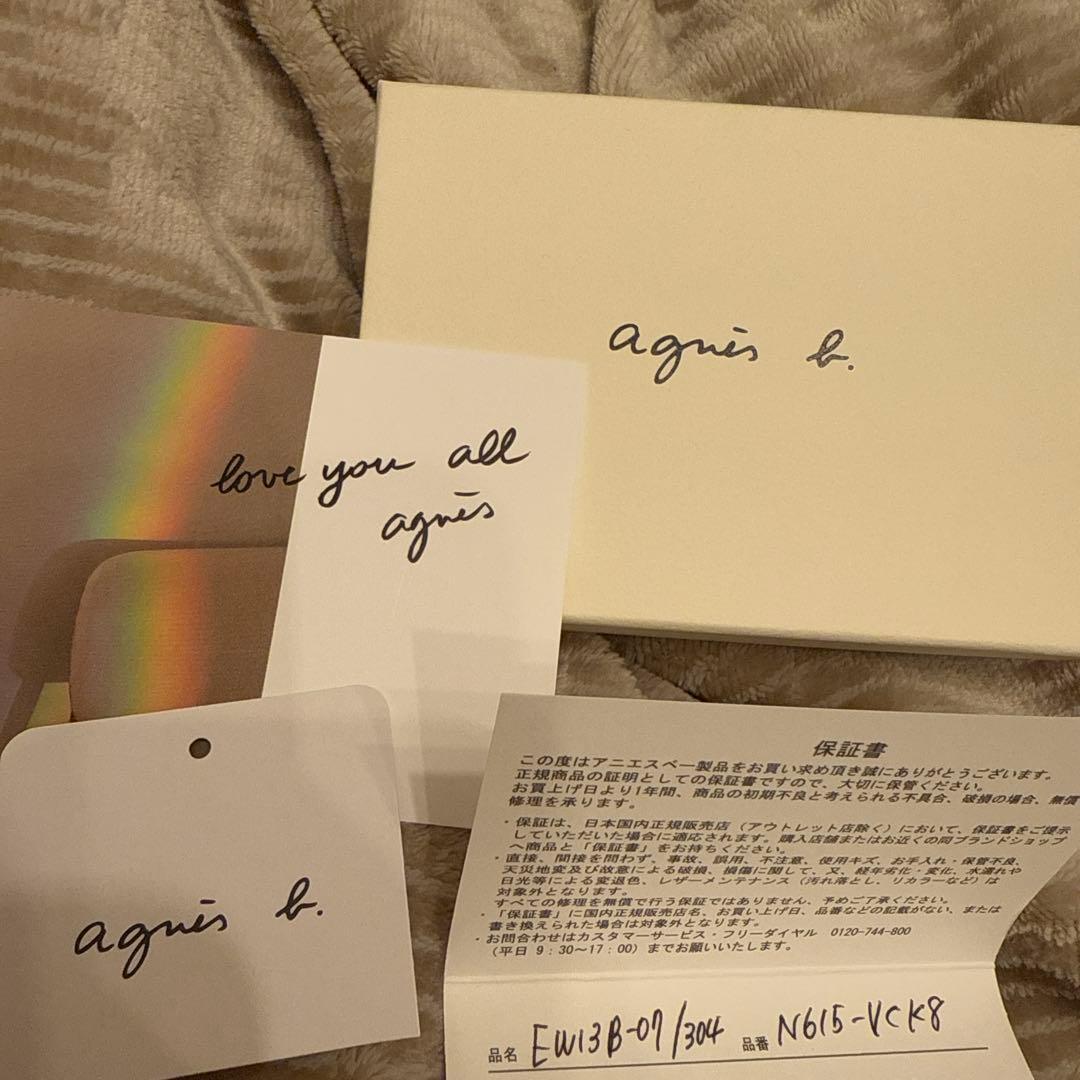 agnès b.
love you all
agnès
agnès b.
保証書
この度はアニエスベー製品をお買い求め頂き誠にありがとうございます。
正規商品の証明としての保証書ですので、大切に保管ください。
お買上げ日より1年間、商品の初期不良と考えられる不具合、破損の場合、無償
修理を承ります。
・保証は、日本国内正規販売店（アウトレット店除く）において、保証書をご提示
していただいた場合に適応されます。購入店舗またはお近くの同ブランドショップ
へ商品と「保証書」をお持ちください。
・直接、間接を問わず、事故、誤用、不注意、使用キズ、お手入れ・保管不良、
天災地変及び故意による破損、損傷に関して、又、経年劣化・変化、水濡れや
日光等による変退色、レザーメンテナンス（汚れ落とし、リカラーなど）は
対象外となります。
すべての修理を無償で行う保証ではありません、予めご了承ください。
・「保証書」に国内正規販売店名、お買い上げ日、品番などの記載がない、または
書き換えられた場合は対象外となります。
・お問合わせはカスタマーサービス・フリーダイヤル 0120-744-800
（平日 9：30～17：00）までお願いいたします。
品名 EW13B-07/304 品番 N615-VCK8